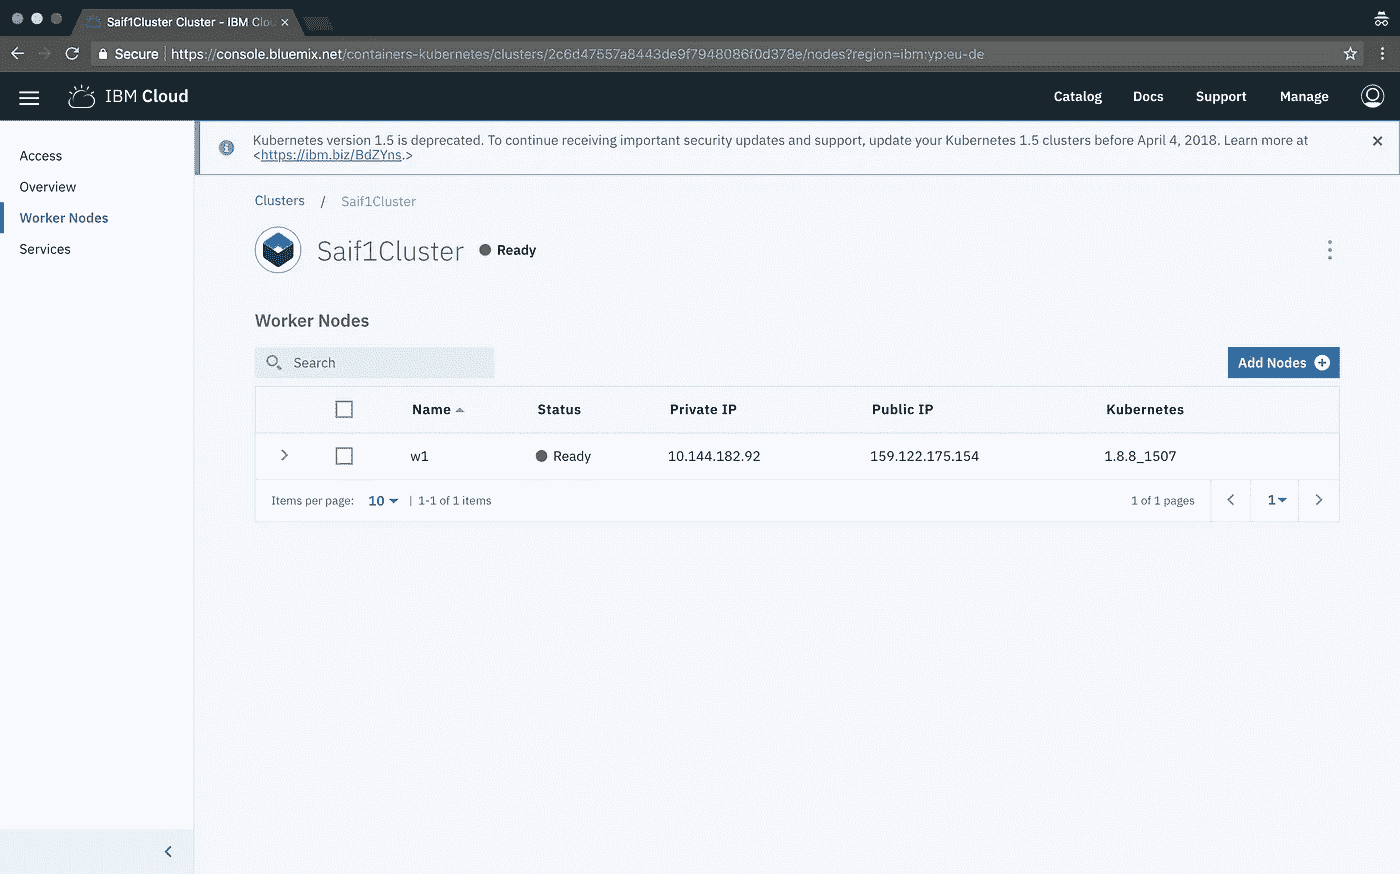 Saif1Cluster Cluster - IBM Clou
Secure https://console.bluemix.net/containers-kubernetes/clusters/2c6d47557a8443de9f7948086f0d378e/nodes?region=ibm:yp:eu-de
IBM Cloud
Catalog Docs Support Manage
Access
Overview
Worker Nodes
Services
Kubernetes version 1.5 is deprecated. To continue receiving important security updates and support, update your Kubernetes 1.5 clusters before April 4, 2018. Learn more at
<https://ibm.biz/BdZYns.>
Clusters / Saif1Cluster
Saif1Cluster Ready
Worker Nodes
Search
Add Nodes
Name Status Private IP Public IP Kubernetes
w1 Ready 10.144.182.92 159.122.175.154 1.8.8_1507
Items per page: 10 | 1-1 of 1 items
1 of 1 pages 1